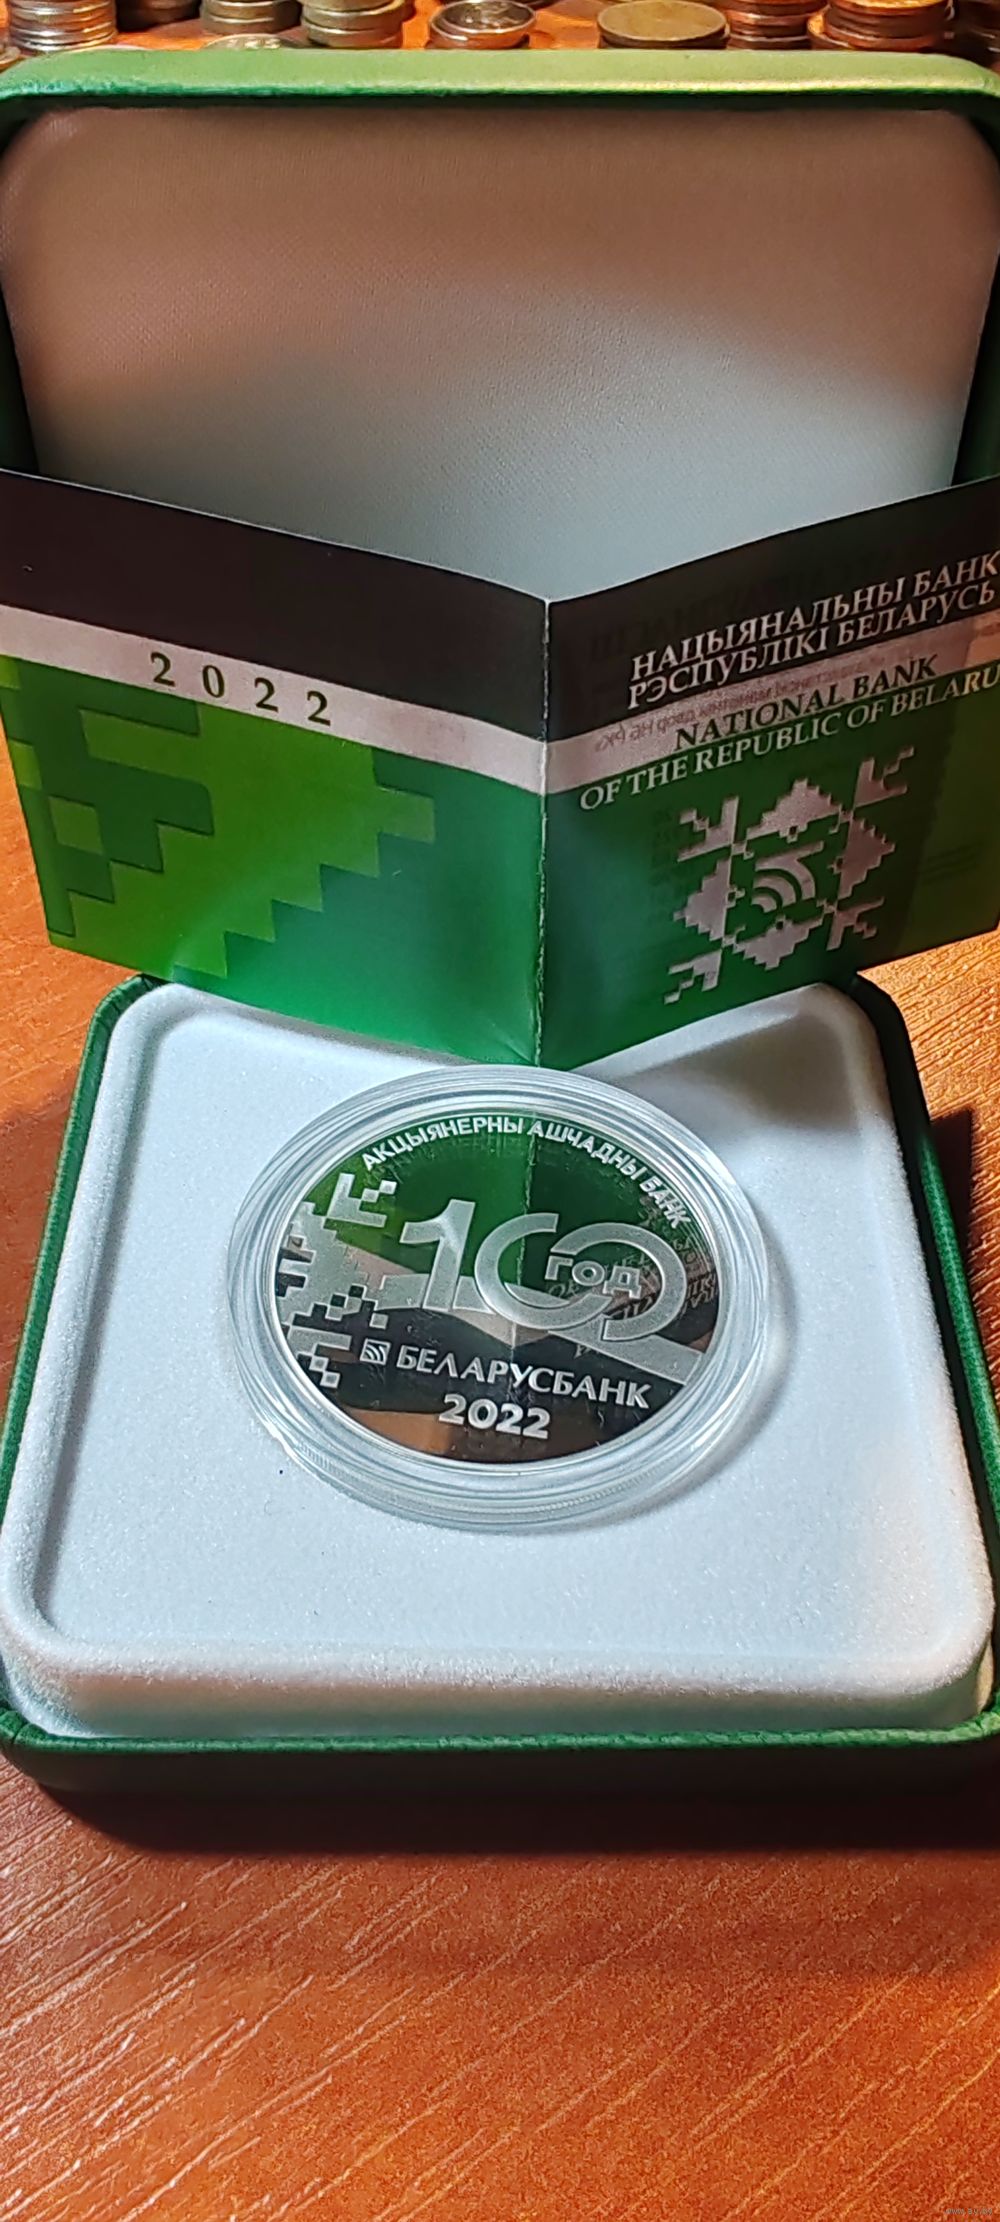 2022
НАЦЫЯНАЛЬНЫ БАНК
РЭСПУБЛІКІ БЕЛАРУСЬ
NATIONAL BANK
OF THE REPUBLIC OF BELARU
АКЦЫЯНЕРНЫ АШЧАДНЫ БАНК
100
ГОД
БЕЛАРУСБАНК
2022